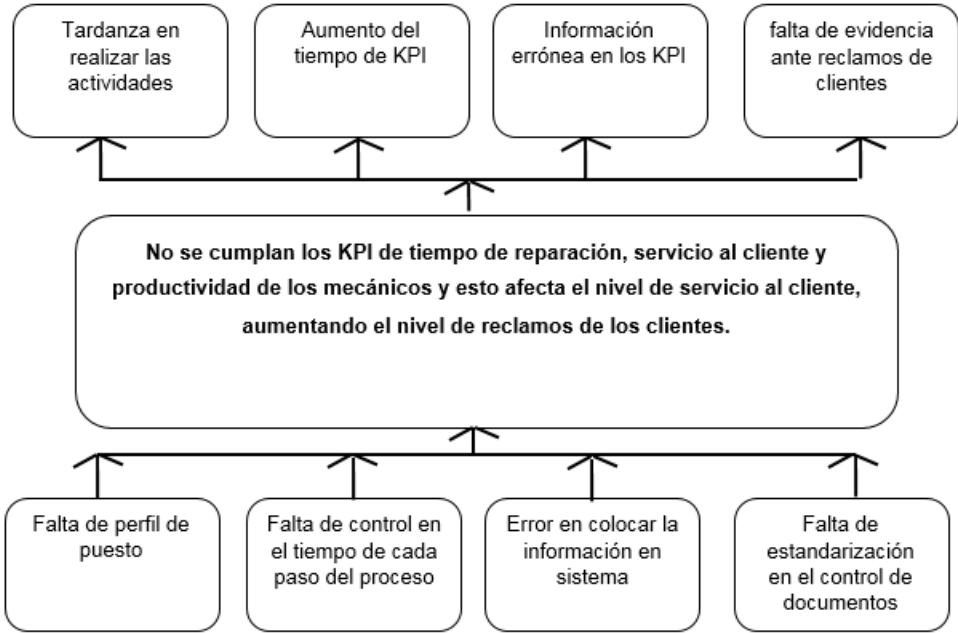 Tardanza en
realizar las
actividades
Aumento del
tiempo de KPI
Información
errónea en los KPI
falta de evidencia
ante reclamos de
clientes
No se cumplan los KPI de tiempo de reparación, servicio al cliente y
productividad de los mecánicos y esto afecta el nivel de servicio al cliente,
aumentando el nivel de reclamos de los clientes.
Falta de perfil de
puesto
Falta de control en
el tiempo de cada
paso del proceso
Error en colocar la
información en
sistema
Falta de
estandarización
en el control de
documentos